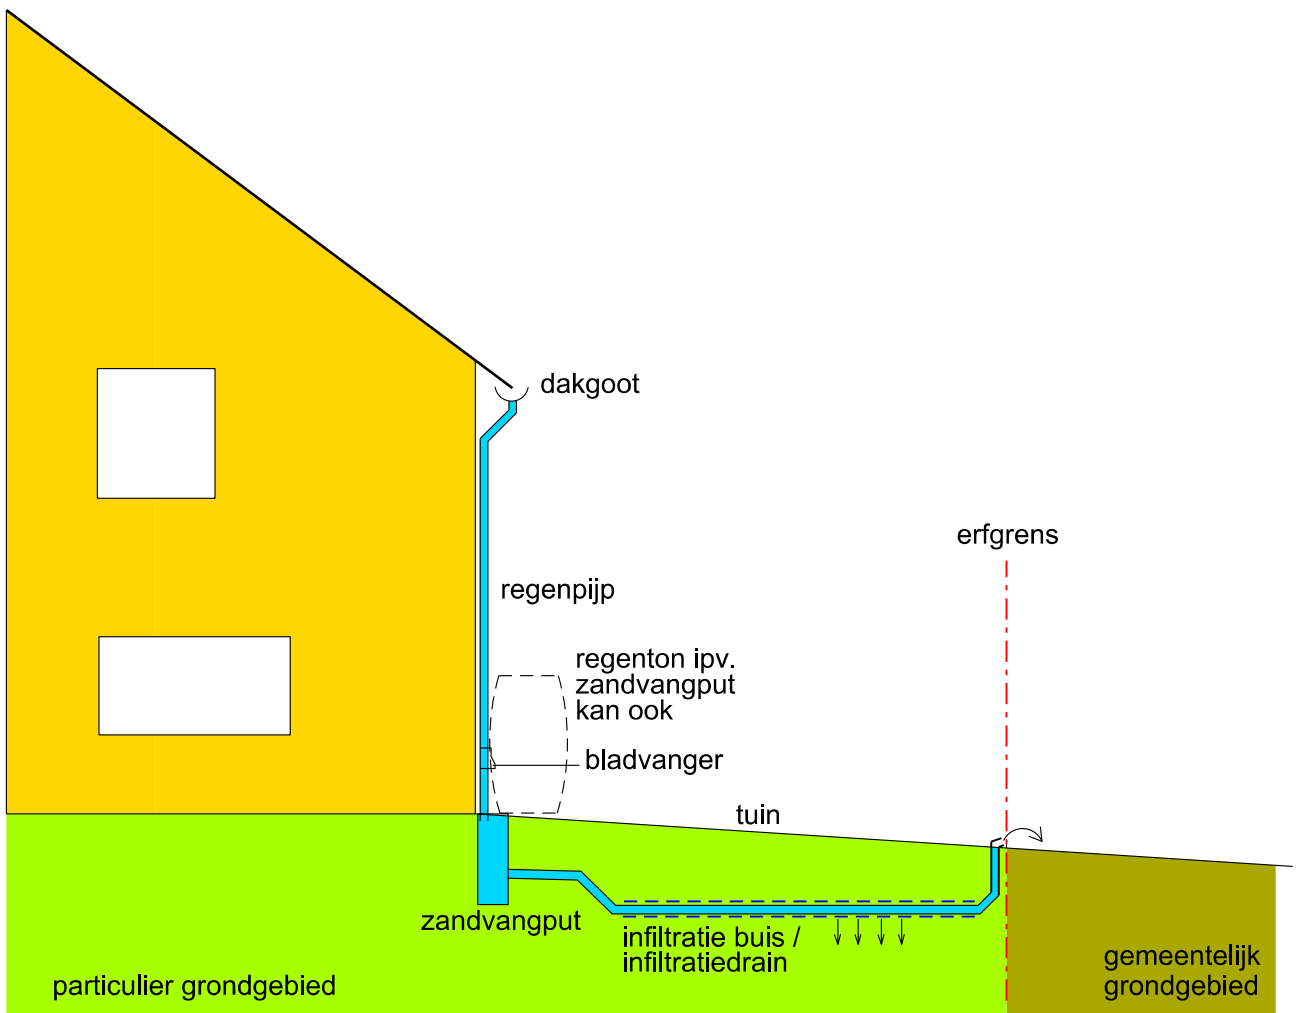 dakgoot
erfgrens
regenpijp
regenton ipv.
zandvangput
kan ook
bladvanger
tuin
zandvangput
infiltratie buis /
infiltratiedrain
gemeentelijk
grondgebied
particulier grondgebied